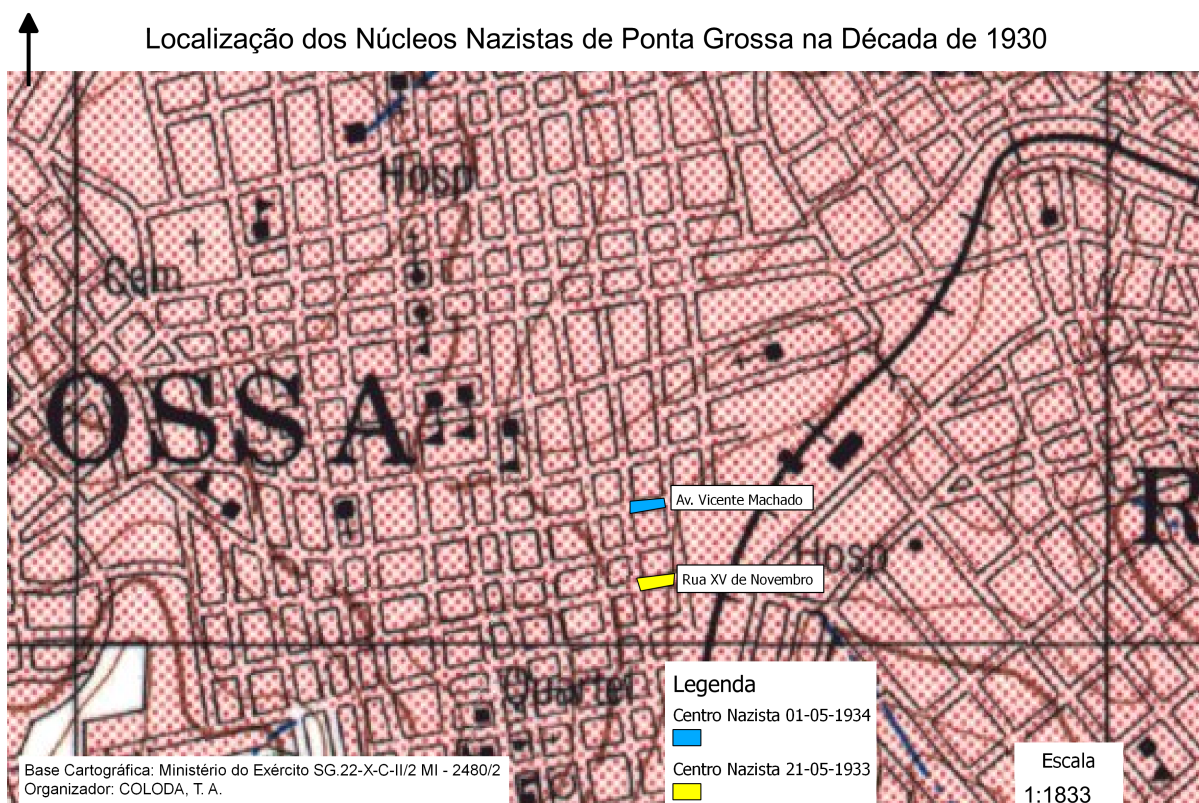 Localização dos Núcleos Nazistas de Ponta Grossa na Década de 1930
Hosp
Cem
OSSA
Av. Vicente Machado
Hosp
R
Rua XV de Novembro
Quartel
Legenda
Centro Nazista 01-05-1934
Centro Nazista 21-05-1933
Escala
1:1833
Base Cartográfica: Ministério do Exército SG.22-X-C-II/2 MI - 2480/2
Organizador: COLODA, T. A.